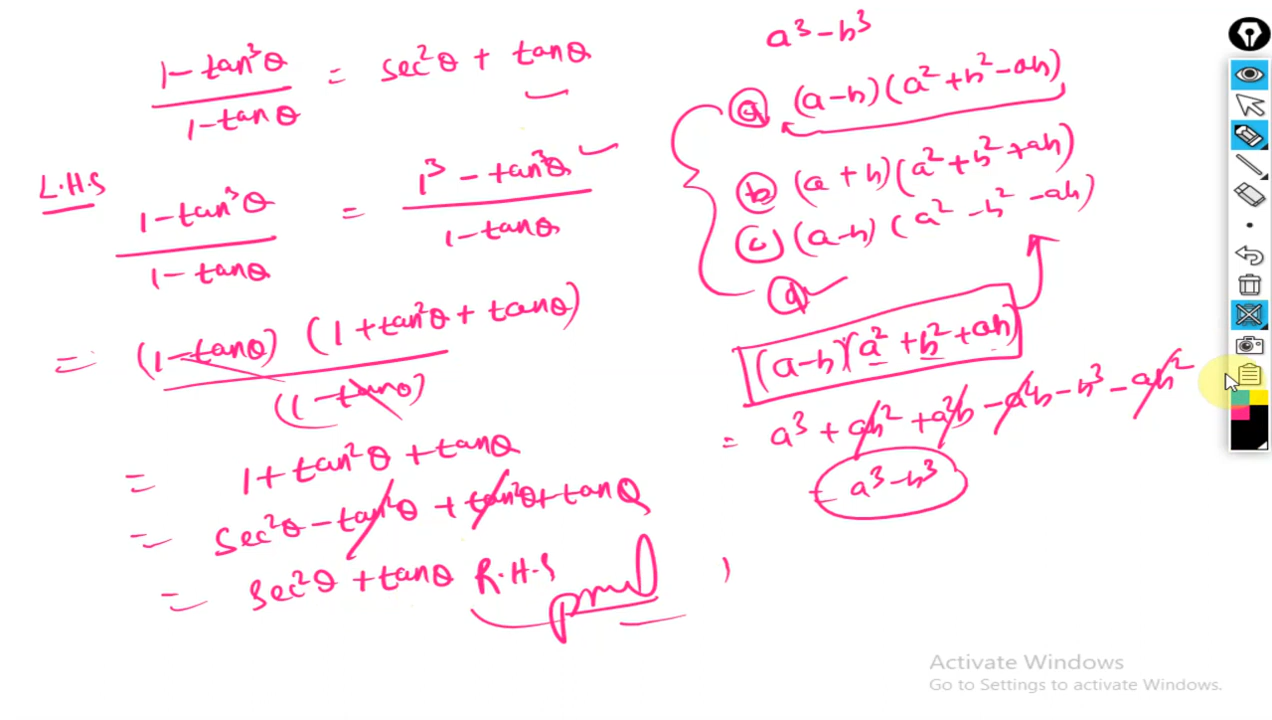 1-tan³θ / 1-tanθ = sec²θ + tanθ
L.H.S
1-tan³θ / 1-tanθ = 1³ - tan³θ / 1-tanθ
= (1-tanθ) (1+tan²θ + tanθ) / (1-tanθ)
= 1+tan²θ +tanθ
= sec²θ - tan²θ + tan²θ + tanθ
= sec²θ + tanθ R.H.S
a³-b³
a (a-b)(a²+b²-ab)
b (a+b)(a²+b²+ab)
c (a-b) (a²-b²-ab)
d
(a-b)(a²+b²+ab)
= a³ + ab² + a²b - a²b - b³ - ab²
= a³-b³
Activate Windows
Go to Settings to activate Windows.